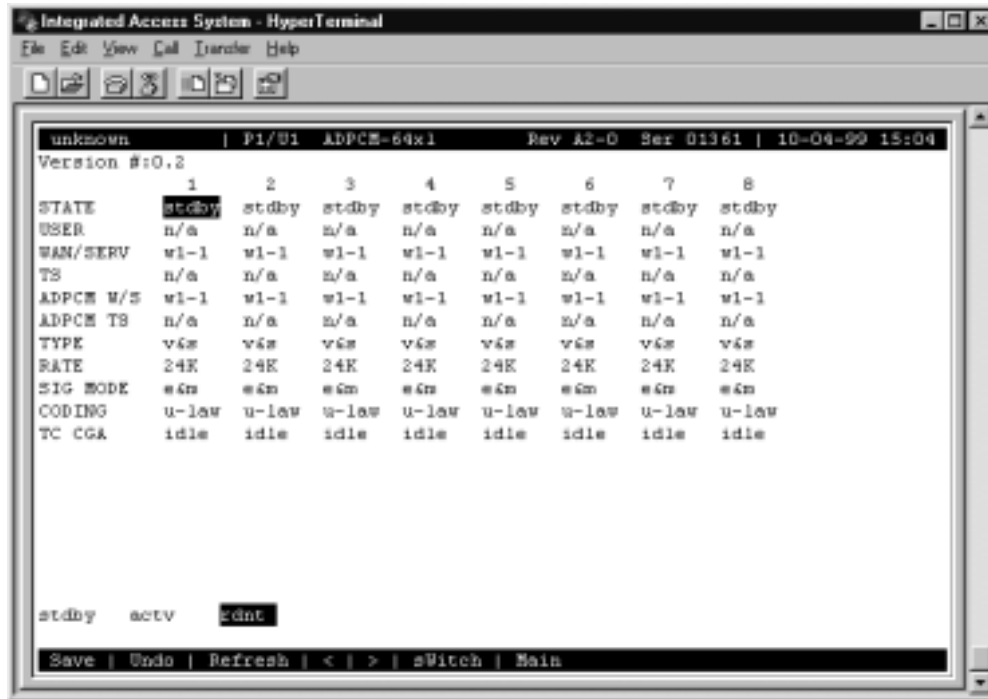 Integrated Access System - HyperTerminal
File Edit View Call Transfer Help
unknown | P1/U1 ADPCM-64x1 Rev A2-0 Ser 01361 | 10-04-99 15:04
Version #:0.2
1 2 3 4 5 6 7 8
STATE stdby stdby stdby stdby stdby stdby stdby stdby
USER n/a n/a n/a n/a n/a n/a n/a n/a
WAN/SERV w1-1 w1-1 w1-1 w1-1 w1-1 w1-1 w1-1 w1-1
TS n/a n/a n/a n/a n/a n/a n/a n/a
ADPCM W/S w1-1 w1-1 w1-1 w1-1 w1-1 w1-1 w1-1 w1-1
ADPCM TS n/a n/a n/a n/a n/a n/a n/a n/a
TYPE v&s v&s v&s v&s v&s v&s v&s v&s
RATE 24K 24K 24K 24K 24K 24K 24K 24K
SIG MODE e&m e&m e&m e&m e&m e&m e&m e&m
CODING u-law u-law u-law u-law u-law u-law u-law u-law
TC CGA idle idle idle idle idle idle idle idle
stdby actv rdnt
Save | Undo | Refresh | < | > | sWitch | Main